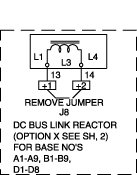 L1 L3 L4
13 14
+1 +2
REMOVE JUMPER
J8
DC BUS LINK REACTOR
(OPTION X SEE SH, 2)
FOR BASE NO'S
A1-A9, B1-B9,
D1-D8